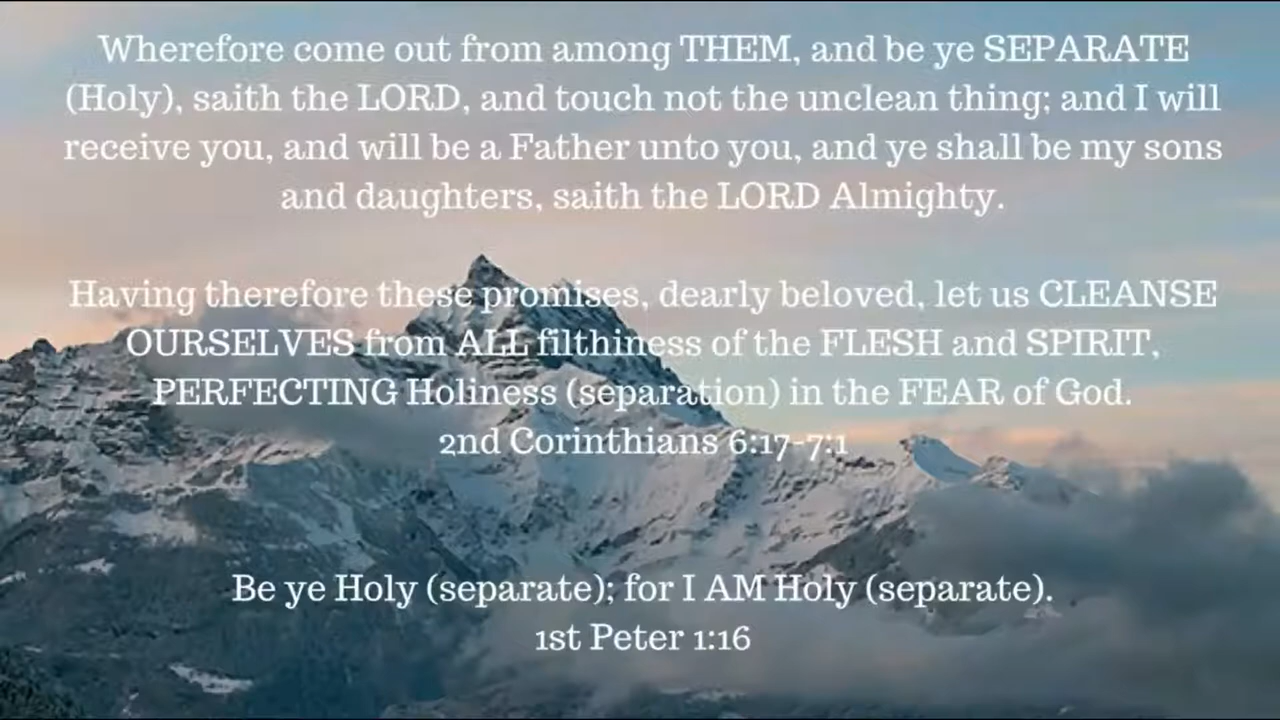 Wherefore come out from among THEM, and be ye SEPARATE
(Holy), saith the LORD, and touch not the unclean thing; and I will
receive you, and will be a Father unto you, and ye shall be my sons
and daughters, saith the LORD Almighty.
Having therefore these promises, dearly beloved, let us CLEANSE
OURSELVES from ALL filthiness of the FLESH and SPIRIT,
PERFECTING Holiness (separation) in the FEAR of God.
2nd Corinthians 6:17-7:1
Be ye Holy (separate); for I AM Holy (separate).
1st Peter 1:16